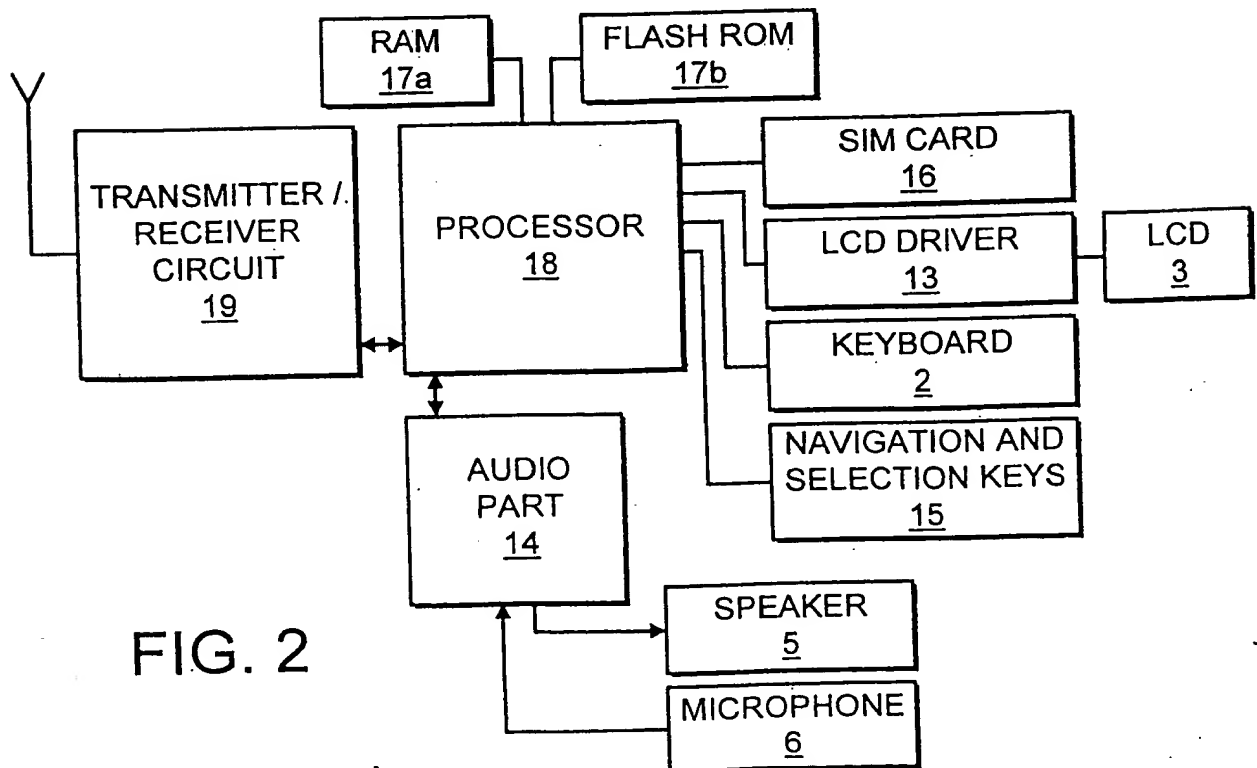 RAM
17a
FLASH ROM
17b
TRANSMITTER /
RECEIVER
CIRCUIT
19
PROCESSOR
18
SIM CARD
16
LCD DRIVER
13
LCD
3
KEYBOARD
2
NAVIGATION AND
SELECTION KEYS
15
AUDIO
PART
14
SPEAKER
5
MICROPHONE
6
FIG. 2